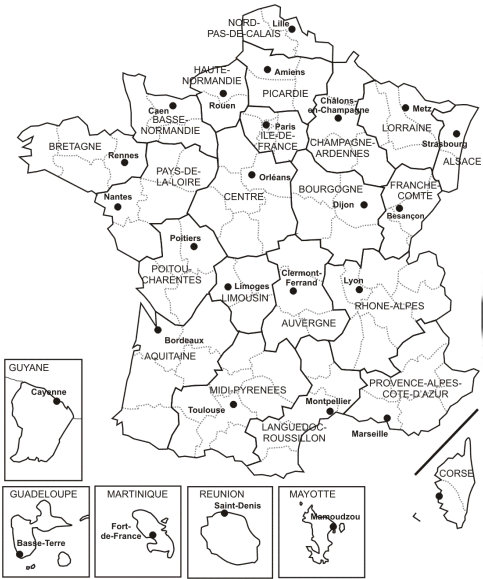 NORD-
PAS-DE-CALAIS
Lille
HAUTE-
NORMANDIE
Amiens
PICARDIE
Rouen
Caen
BASSE-
NORMANDIE
Châlons-
en-Champagne
Metz
LORRAINE
Paris
ILE-DE-
FRANCE
CHAMPAGNE-
ARDENNES
Strasbourg
ALSACE
BRETAGNE
Rennes
PAYS-DE-
LA-LOIRE
Nantes
Orléans
CENTRE
BOURGOGNE
Dijon
FRANCHE-
COMTE
Besançon
Poitiers
POITOU-
CHARENTES
Limoges
LIMOUSIN
Clermont-
Ferrand
AUVERGNE
Lyon
RHONE-ALPES
Bordeaux
AQUITAINE
MIDI-PYRENEES
Toulouse
Montpellier
LANGUEDOC-
ROUSSILLON
PROVENCE-ALPES-
COTE-D'AZUR
Marseille
CORSE
GUYANE
Cayenne
GUADELOUPE
Basse-Terre
MARTINIQUE
Fort-
de-France
REUNION
Saint-Denis
MAYOTTE
Mamoudzou